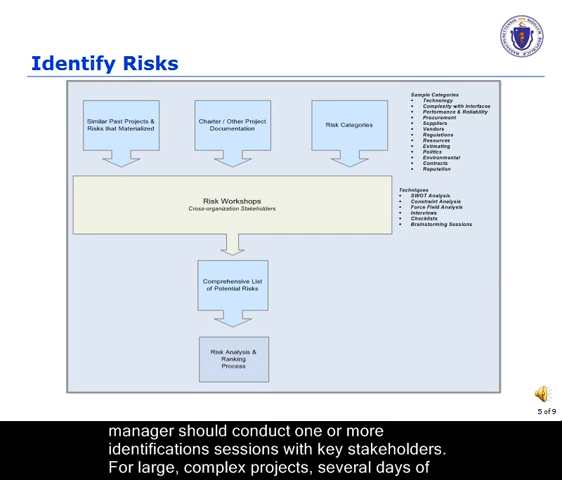 Identify Risks
Similar Past Projects &
Risks that Materialized
Charter / Other Project
Documentation
Risk Categories
Sample Categories
• Technology
• Complexity with Interfaces
• Performance & Reliability
• Procurement
• Suppliers
• Vendors
• Regulations
• Resources
• Estimating
• Politics
• Environmental
• Contracts
• Reputation
Risk Workshops
Cross-organization Stakeholders
Techniques
• SWOT Analysis
• Constraint Analysis
• Force Field Analysis
• Interviews
• Checklists
• Brainstorming Sessions
Comprehensive List
of Potential Risks
Risk Analysis &
Ranking
Process
5 of 9
manager should conduct one or more
identifications sessions with key stakeholders.
For large, complex projects, several days of